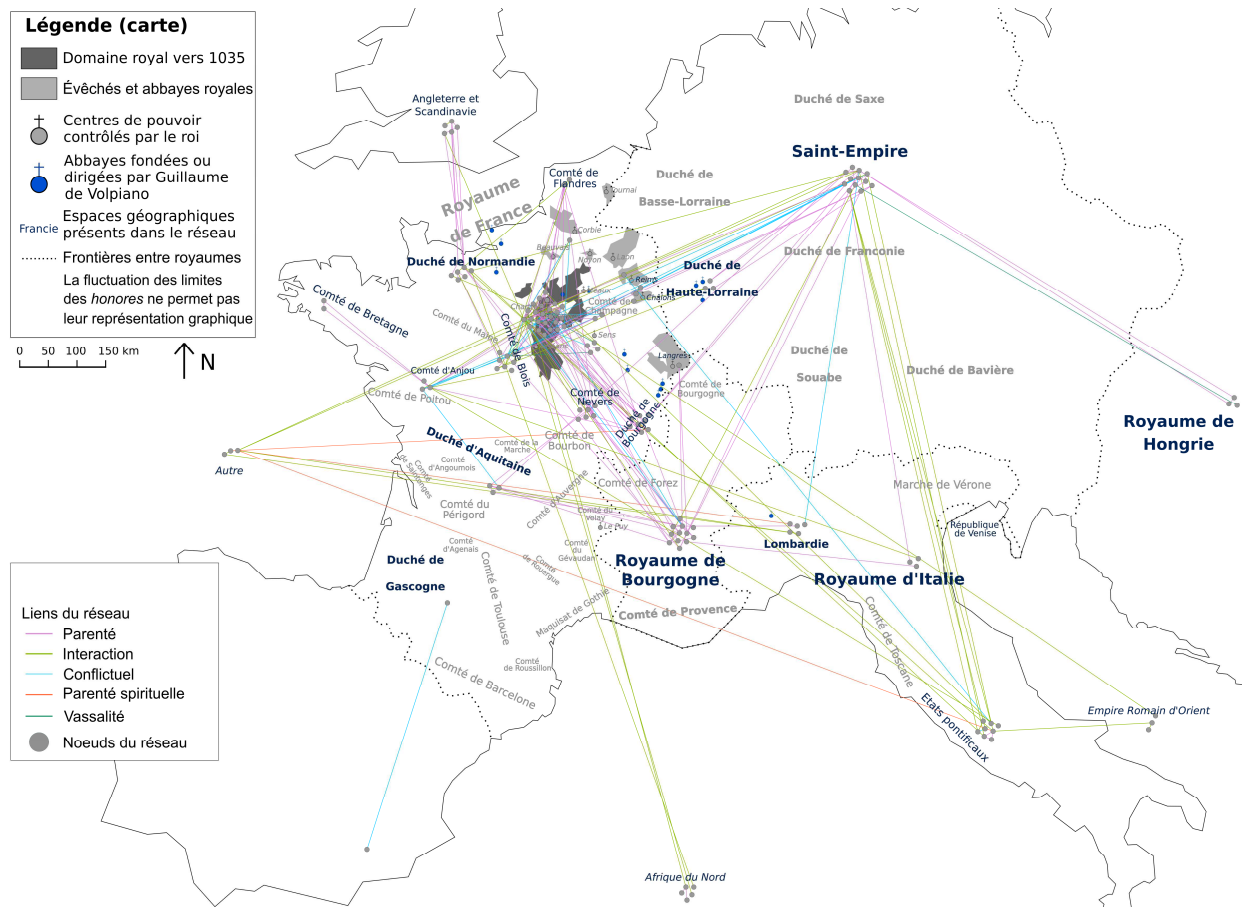 Légende (carte)
Domaine royal vers 1035
Évêchés et abbayes royales
Centres de pouvoir
contrôlés par le roi
Abbayes fondées ou
dirigées par Guillaume
de Volpiano
Francie
Espaces géographiques
présents dans le réseau
Frontières entre royaumes
La fluctuation des limites
des honores ne permet pas
leur représentation graphique
0 50 100 150 km
N
Angleterre et
Scandinavie
Duché de Saxe
Saint-Empire
Comté de
Flandres
Tournai
Duché de
Basse-Lorraine
Royaume
de France
Corbie
Beauvais
Noyon
Laon
Duché de Franconie
Duché de Normandie
Duché de
Haute-Lorraine
Reims
Meaux
Châlons
Comté de
Champagne
Comté de Bretagne
Comté du Maine
Comté de Blois
Sens
Langres
Duché de
Souabe
Duché de Bavière
Comté d'Anjou
Comté de Poitou
Comté de
Nevers
Duché de
Bourgogne
Comté de
Bourgogne
Royaume de
Hongrie
Duché d'Aquitaine
Comté de la
Marche
Comté de
Bourbon
Autre
Comté
de Saintonges
Comté
d'Angoumois
Comté d'Auvergne
Comté de Forez
Marche de Vérone
Comté du
Périgord
Comté du
velay
Le Puy
République
de Venise
Lombardie
Comté
d'Agenais
Comté
de Rouergue
Comté
du
Gévaudan
Royaume de
Bourgogne
Royaume d'Italie
Duché de
Gascogne
Comté de Toulouse
Maquisat de Gothie
Comté de Provence
Comté de Toscane
Comté
de Roussillon
Comté de Barcelone
Etats pontificaux
Empire Romain d'Orient
Afrique du Nord
Liens du réseau
Parenté
Interaction
Conflictuel
Parenté spirituelle
Vassalité
Noeuds du réseau